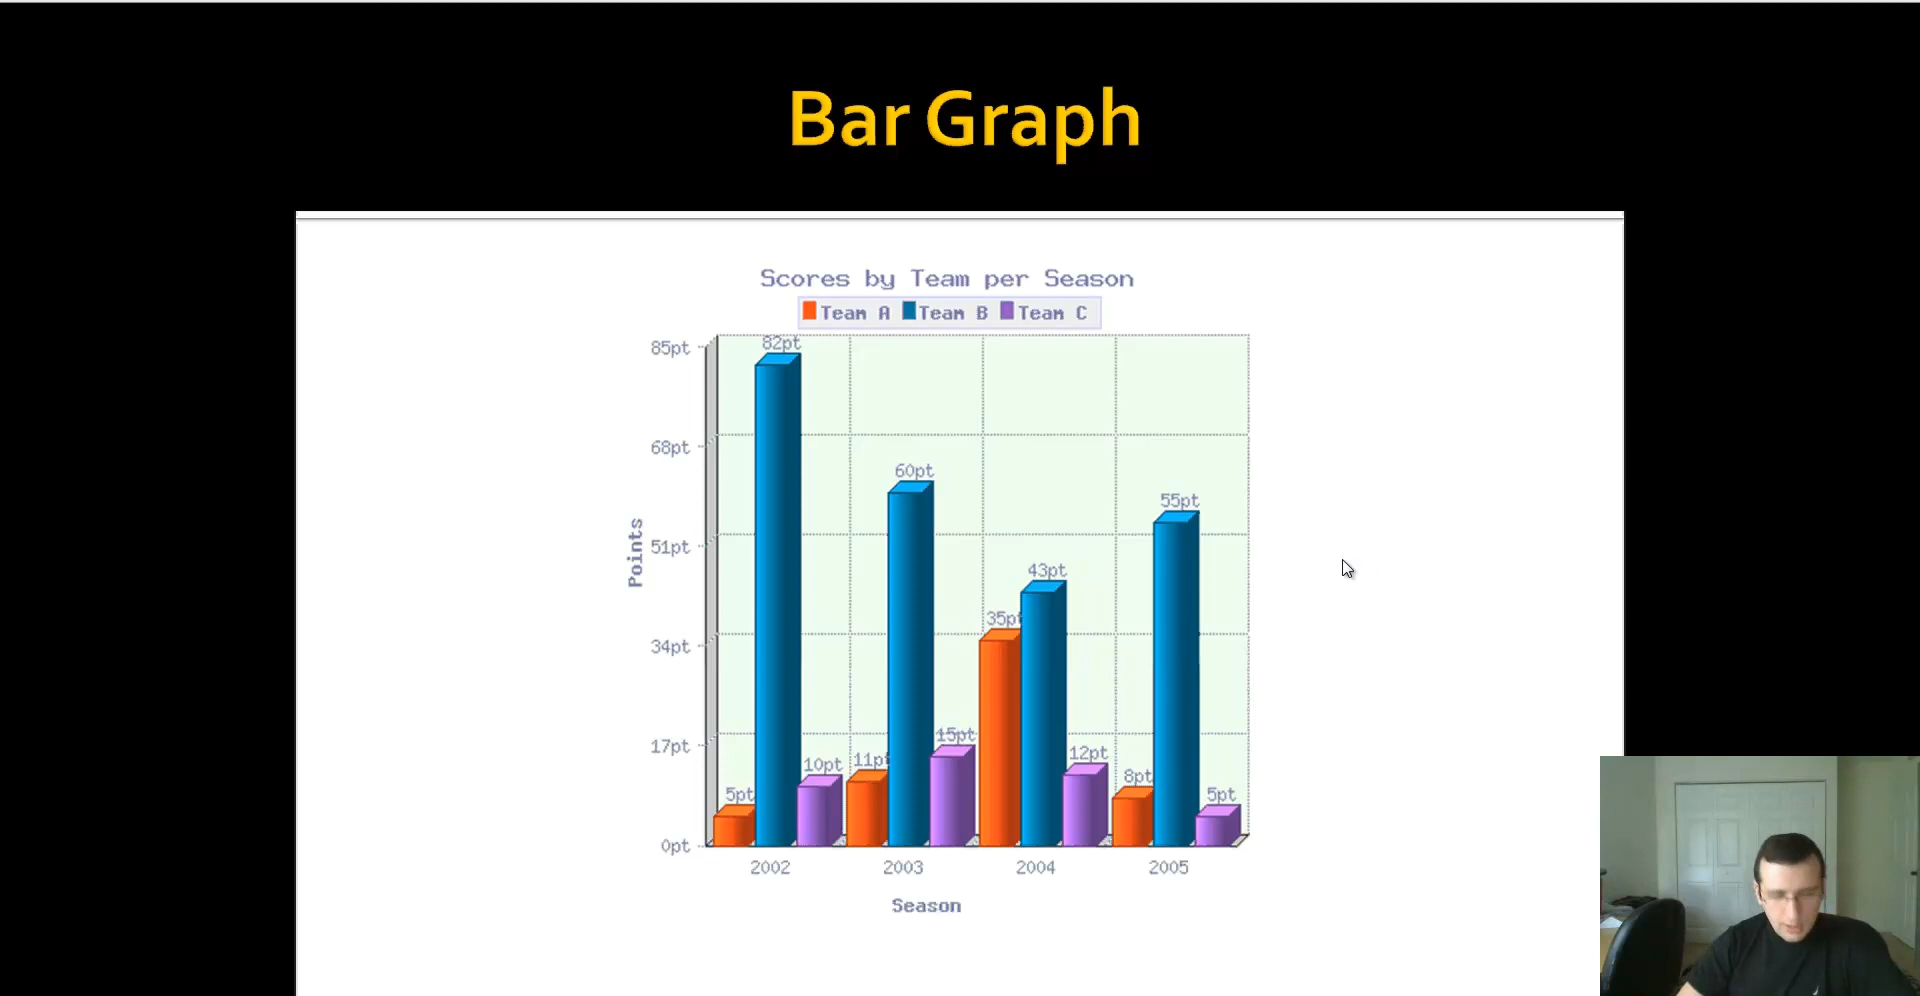 Bar Graph
Scores by Team per Season
Team A Team B Team C
85pt
68pt
51pt
34pt
17pt
0pt
Points
82pt
60pt
55pt
43pt
35pt
15pt
12pt
10pt
11pt
8pt
5pt
5pt
2002 2003 2004 2005
Season